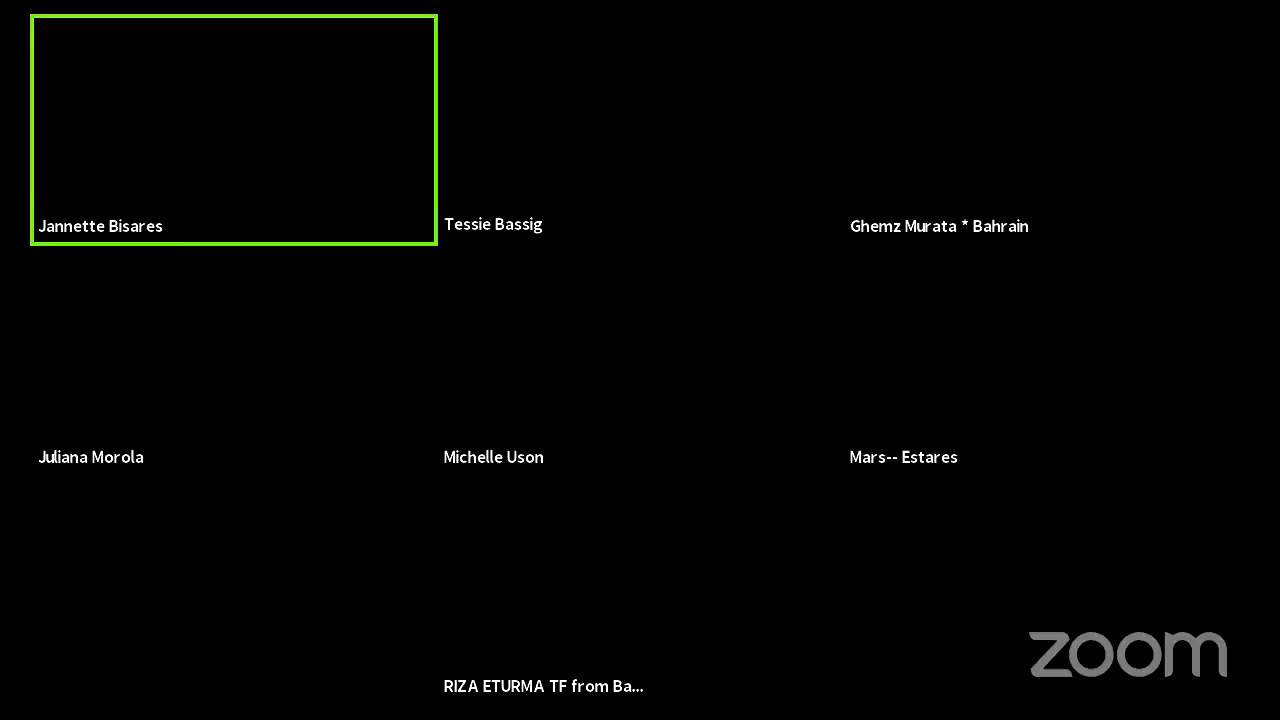 Jannette Bisares
Tessie Bassig
Ghemz Murata * Bahrain
Juliana Morola
Michelle Uson
Mars-- Estares
RIZA ETURMA TF from Ba...
zoom